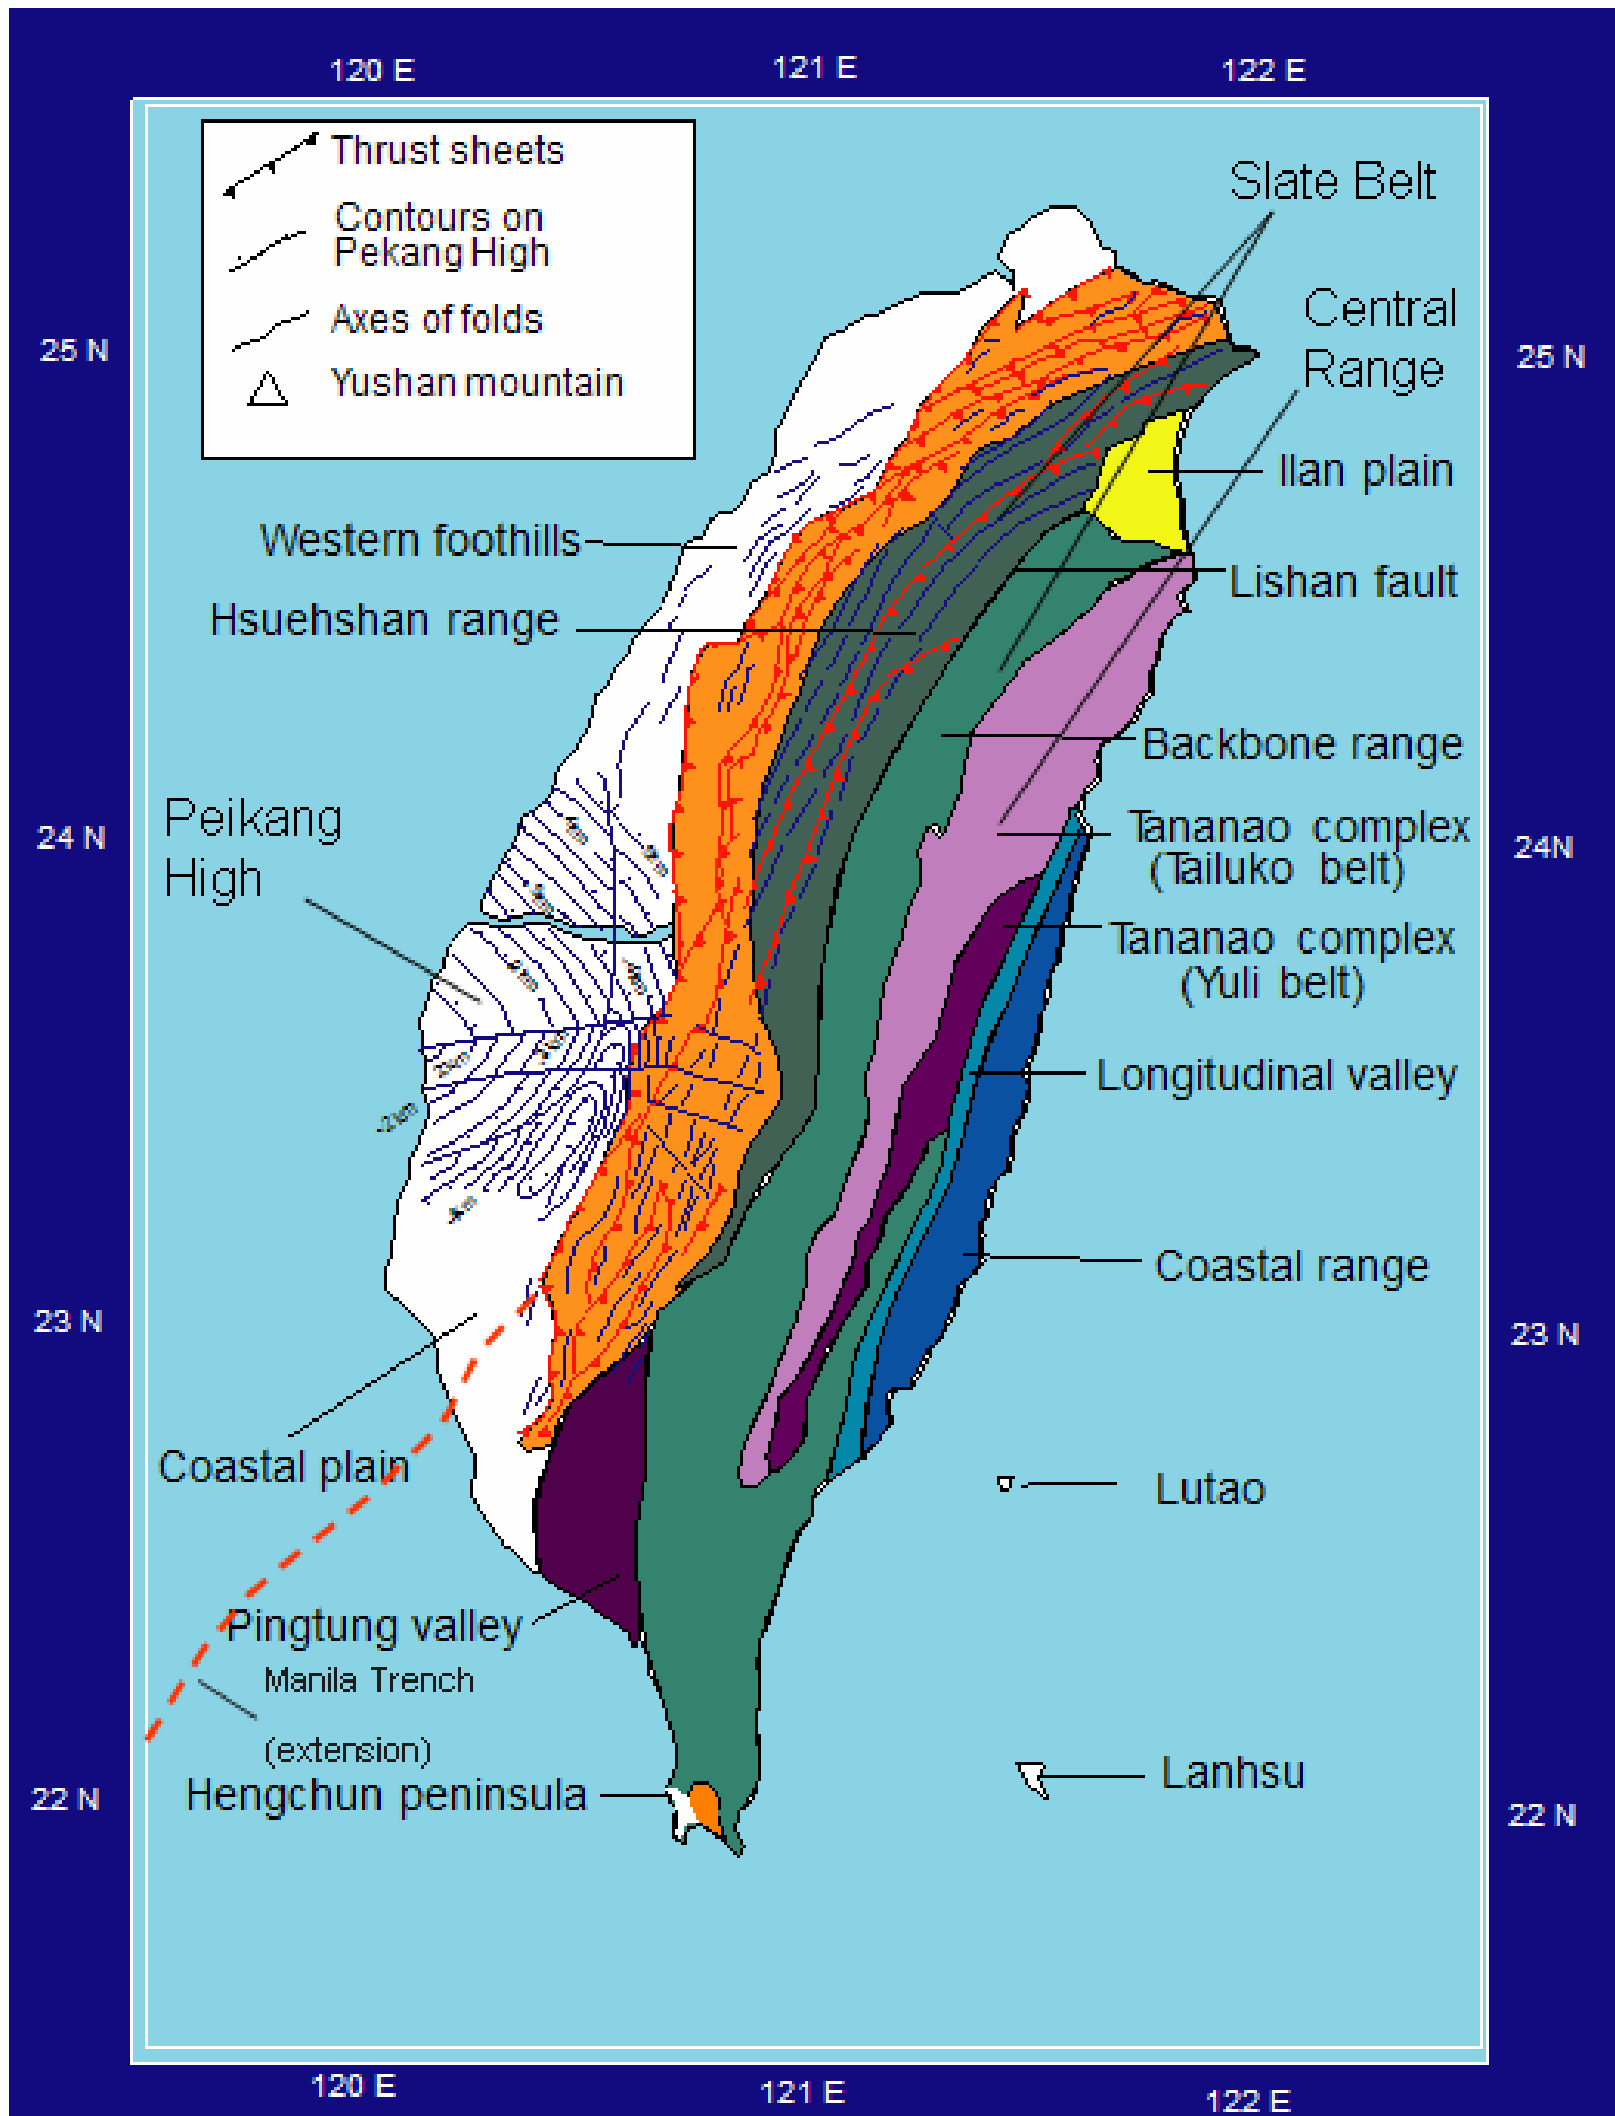 120 E
121 E
122 E
Thrust sheets
Contours on
Pekang High
Axes of folds
Yushan mountain
Slate Belt
Central
Range
25 N
25 N
Ilan plain
Western foothills
Lishan fault
Hsuehshan range
Backbone range
Peikang
High
24 N
24N
Tananao complex
(Tailuko belt)
Tananao complex
(Yuli belt)
Longitudinal valley
-2 km
Coastal range
23 N
23 N
Coastal plain
Lutao
Pingtung valley
Manila Trench
(extension)
Hengchun peninsula
Lanhsu
22 N
22 N
120 E
121 E
122 E